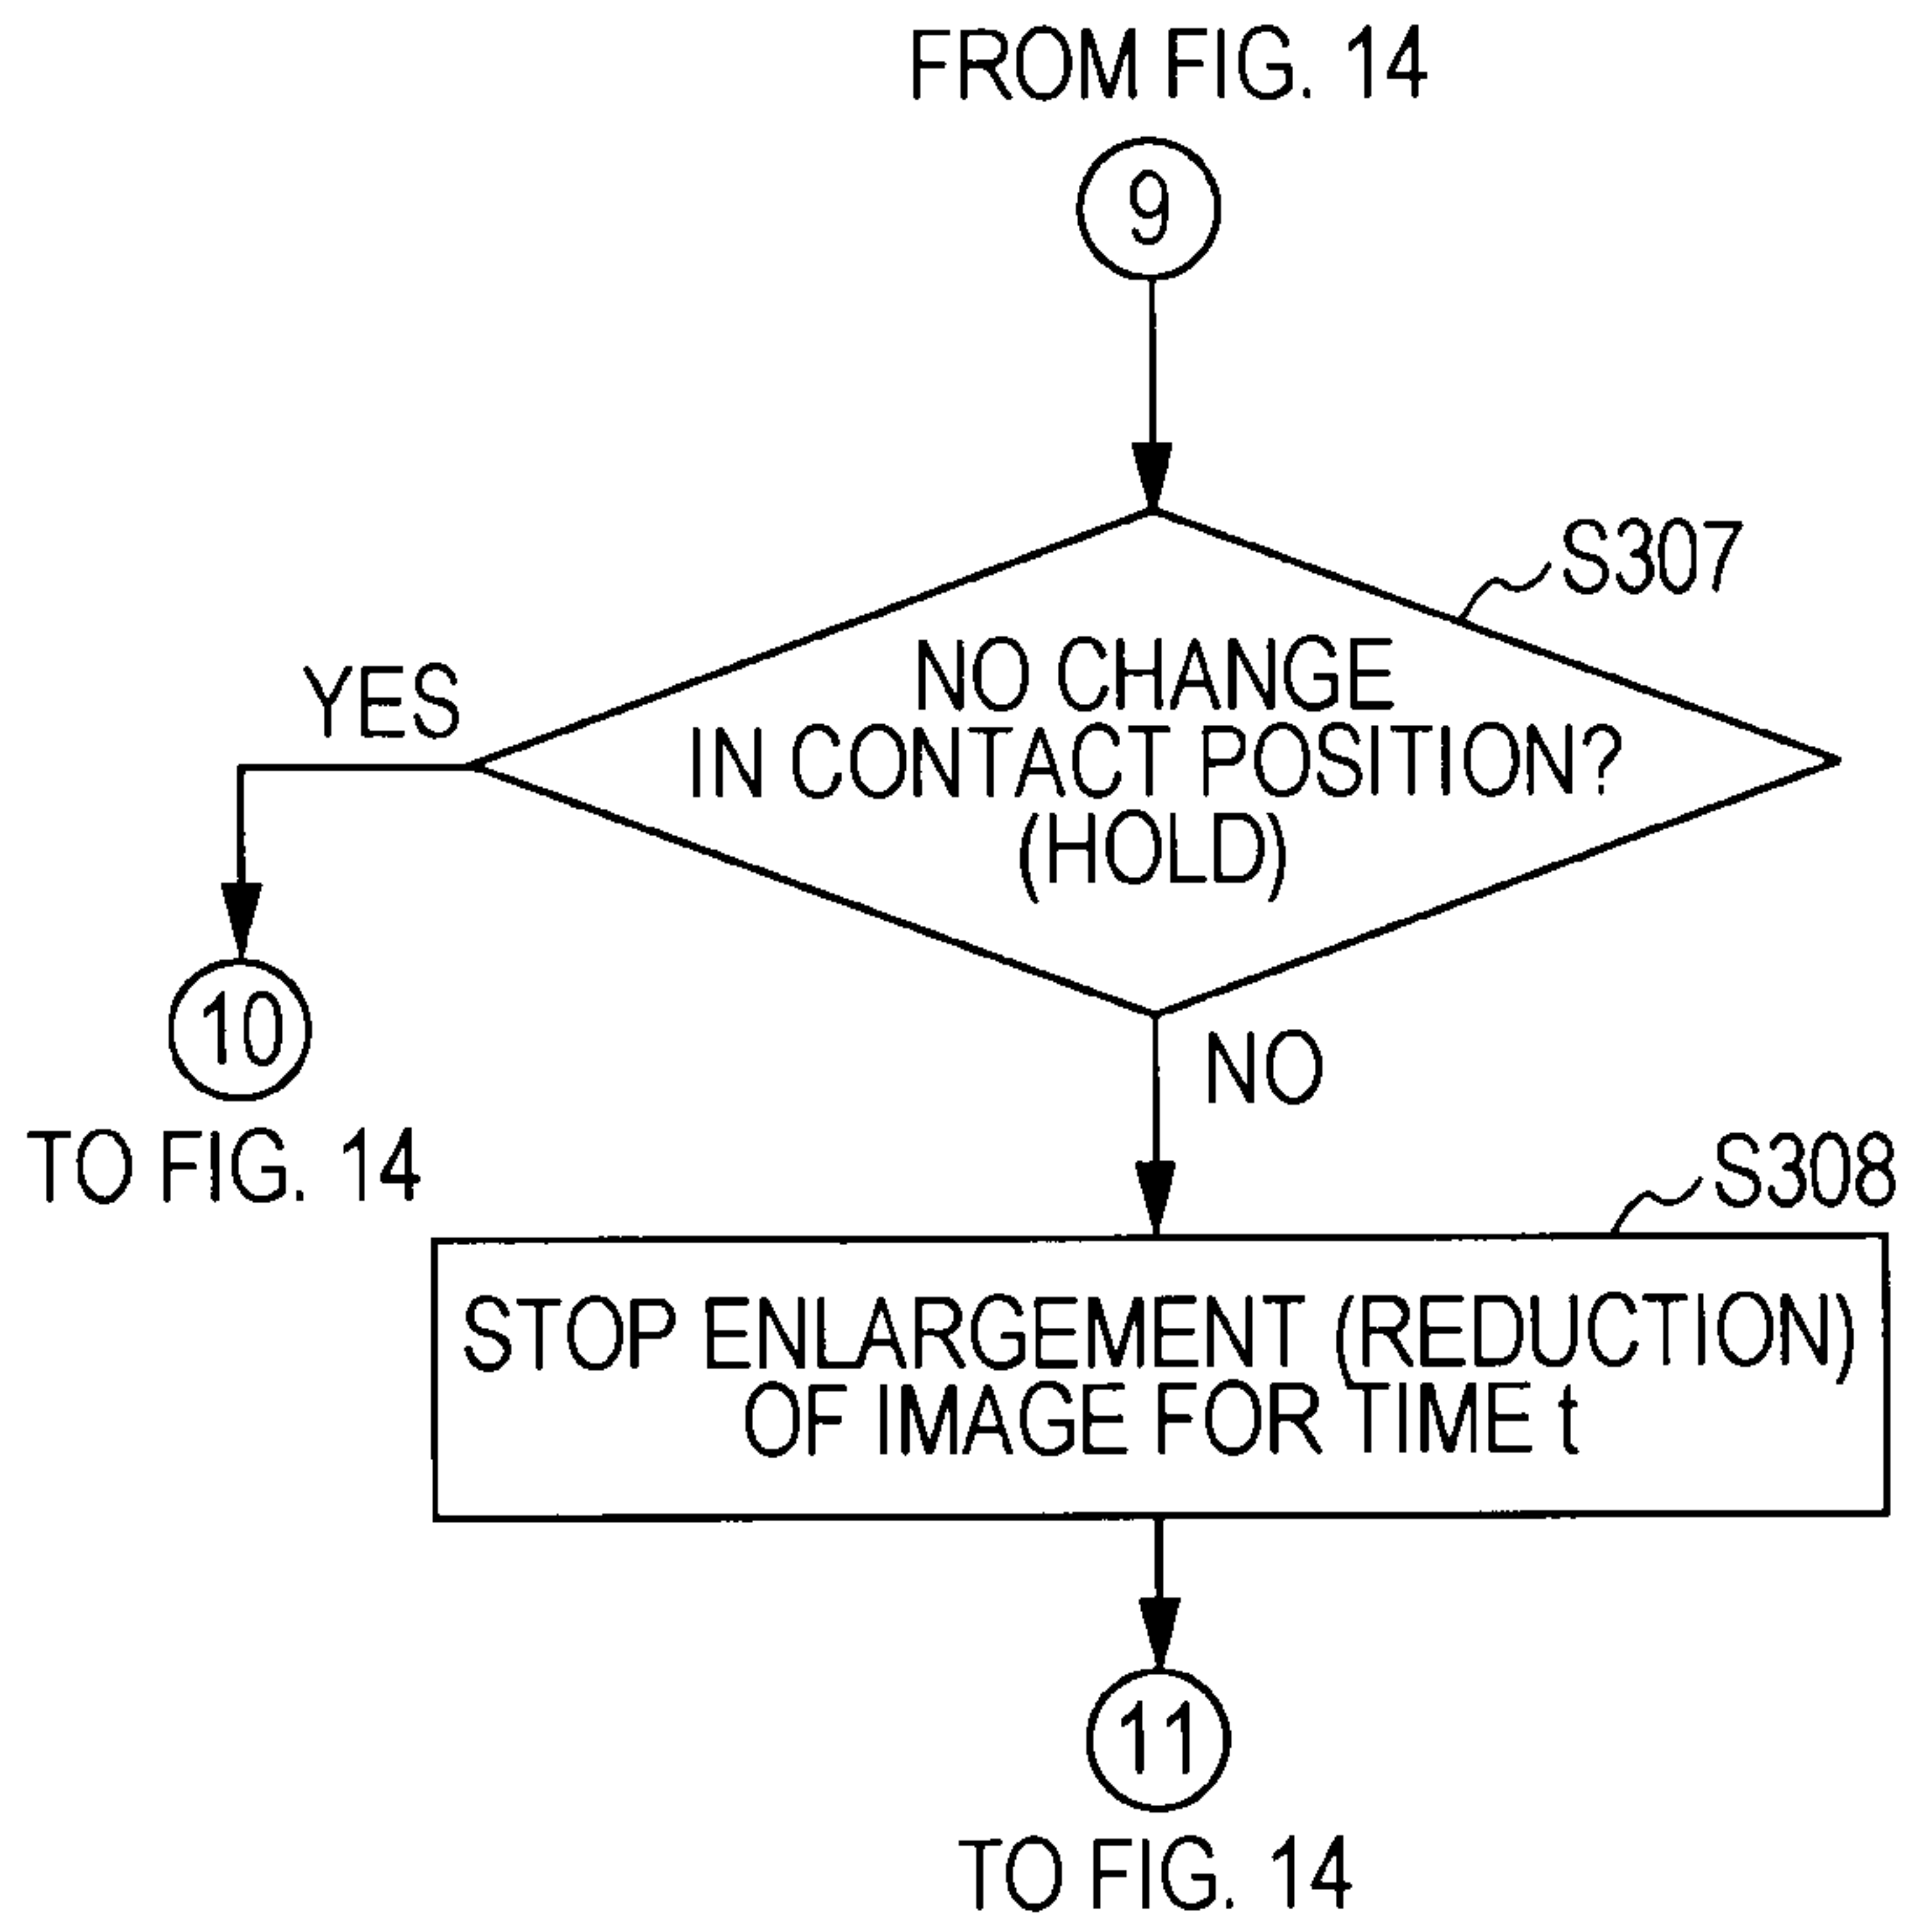 FROM FIG. 14
9
S307
NO CHANGE
IN CONTACT POSITION?
(HOLD)
YES
10
TO FIG. 14
NO
S308
STOP ENLARGEMENT (REDUCTION)
OF IMAGE FOR TIME t
11
TO FIG. 14